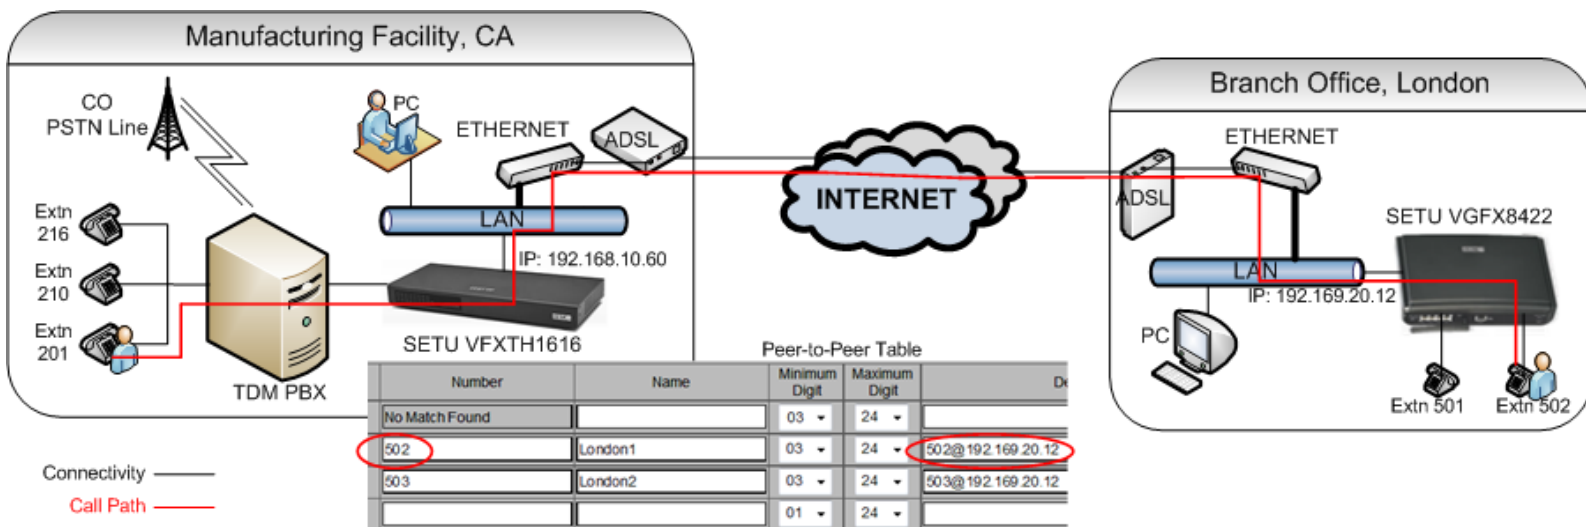 Manufacturing Facility, CA
CO
PSTN Line
PC
ETHERNET
ADSL
LAN
IP: 192.168.10.60
Extn
216
Extn
210
Extn
201
TDM PBX
SETU VFXTH1616
INTERNET
Branch Office, London
ETHERNET
ADSL
SETU VGFX8422
LAN
IP: 192.169.20.12
PC
Extn 501
Extn 502
Peer-to-Peer Table
Number Name Minimum Digit Maximum Digit De
No Match Found 03 24
502 London1 03 24 502@192.169.20.12
503 London2 03 24 503@192.169.20.12
01 24
Connectivity
Call Path